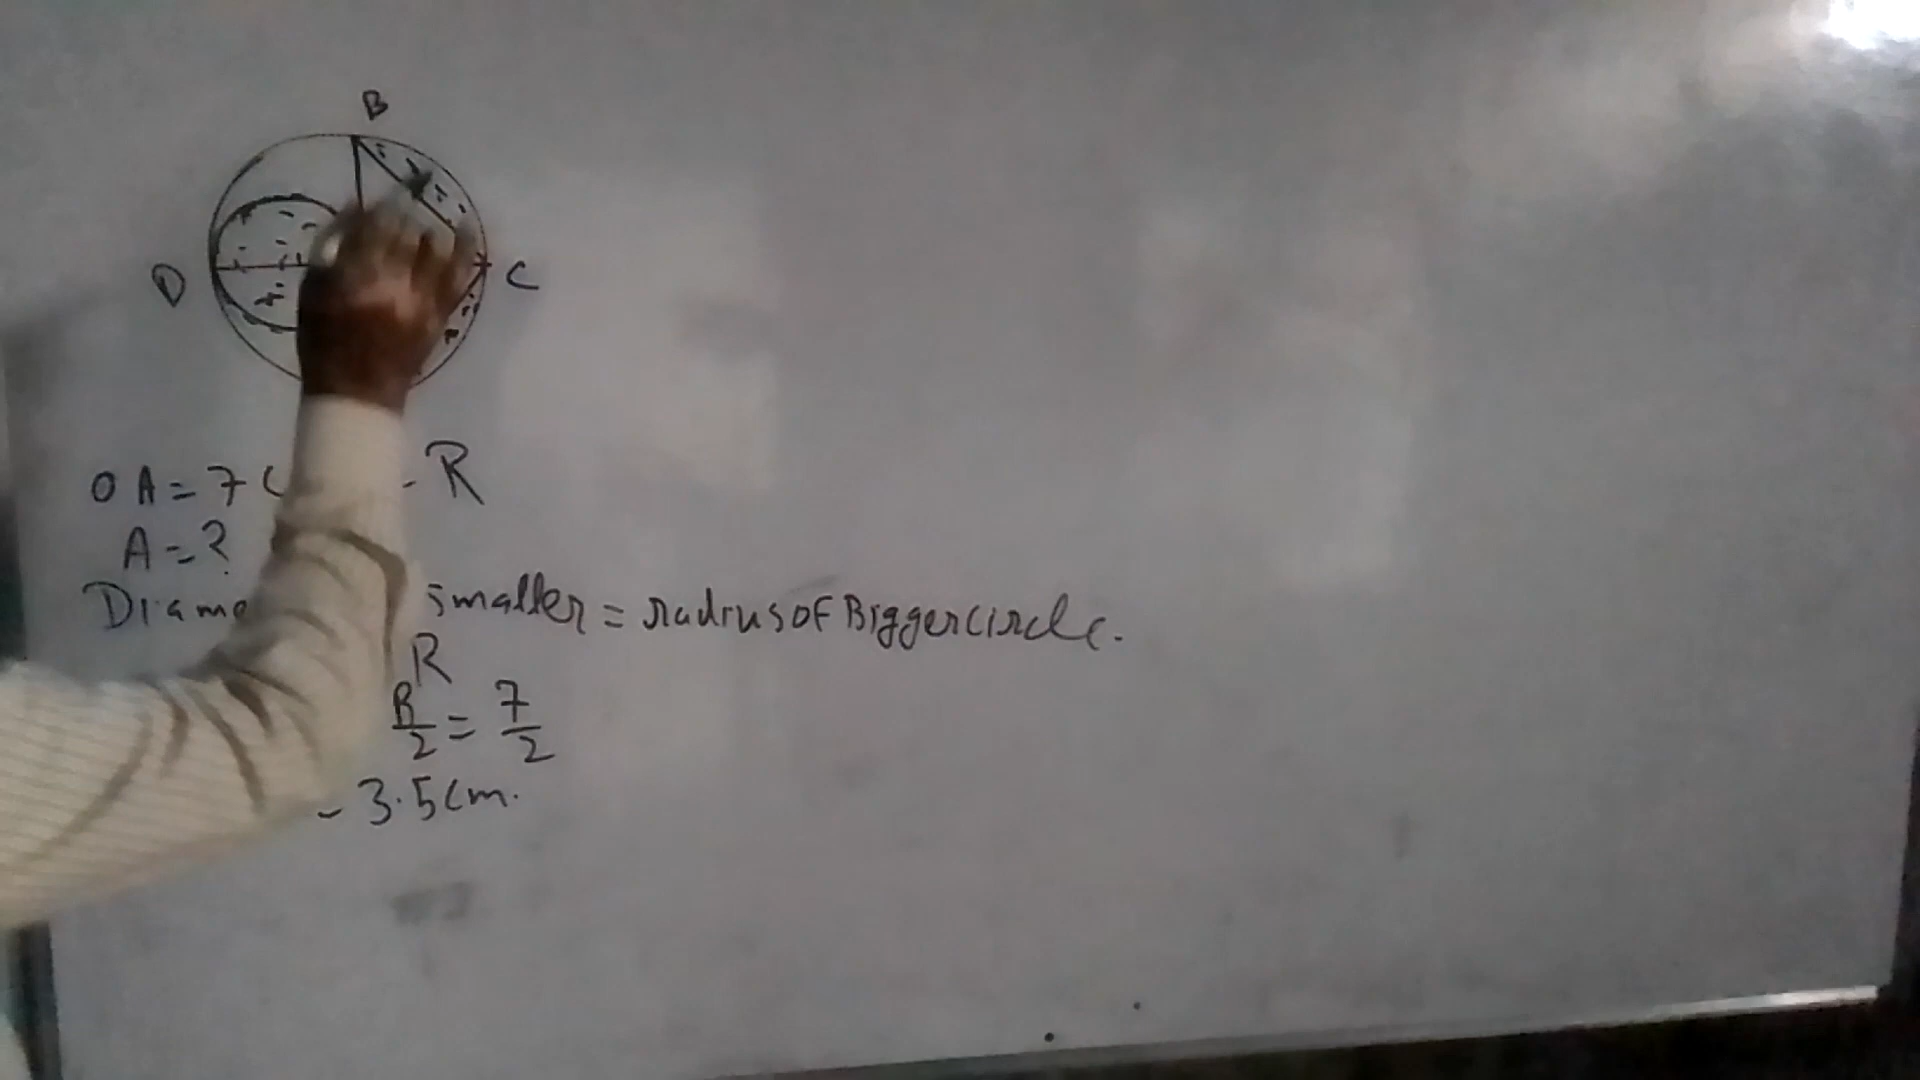 B
D
C
OA = 7 C - R
A = ?
Diame smaller = radius of Bigger circle.
R
R/2 = 7/2
- 3.5 cm.